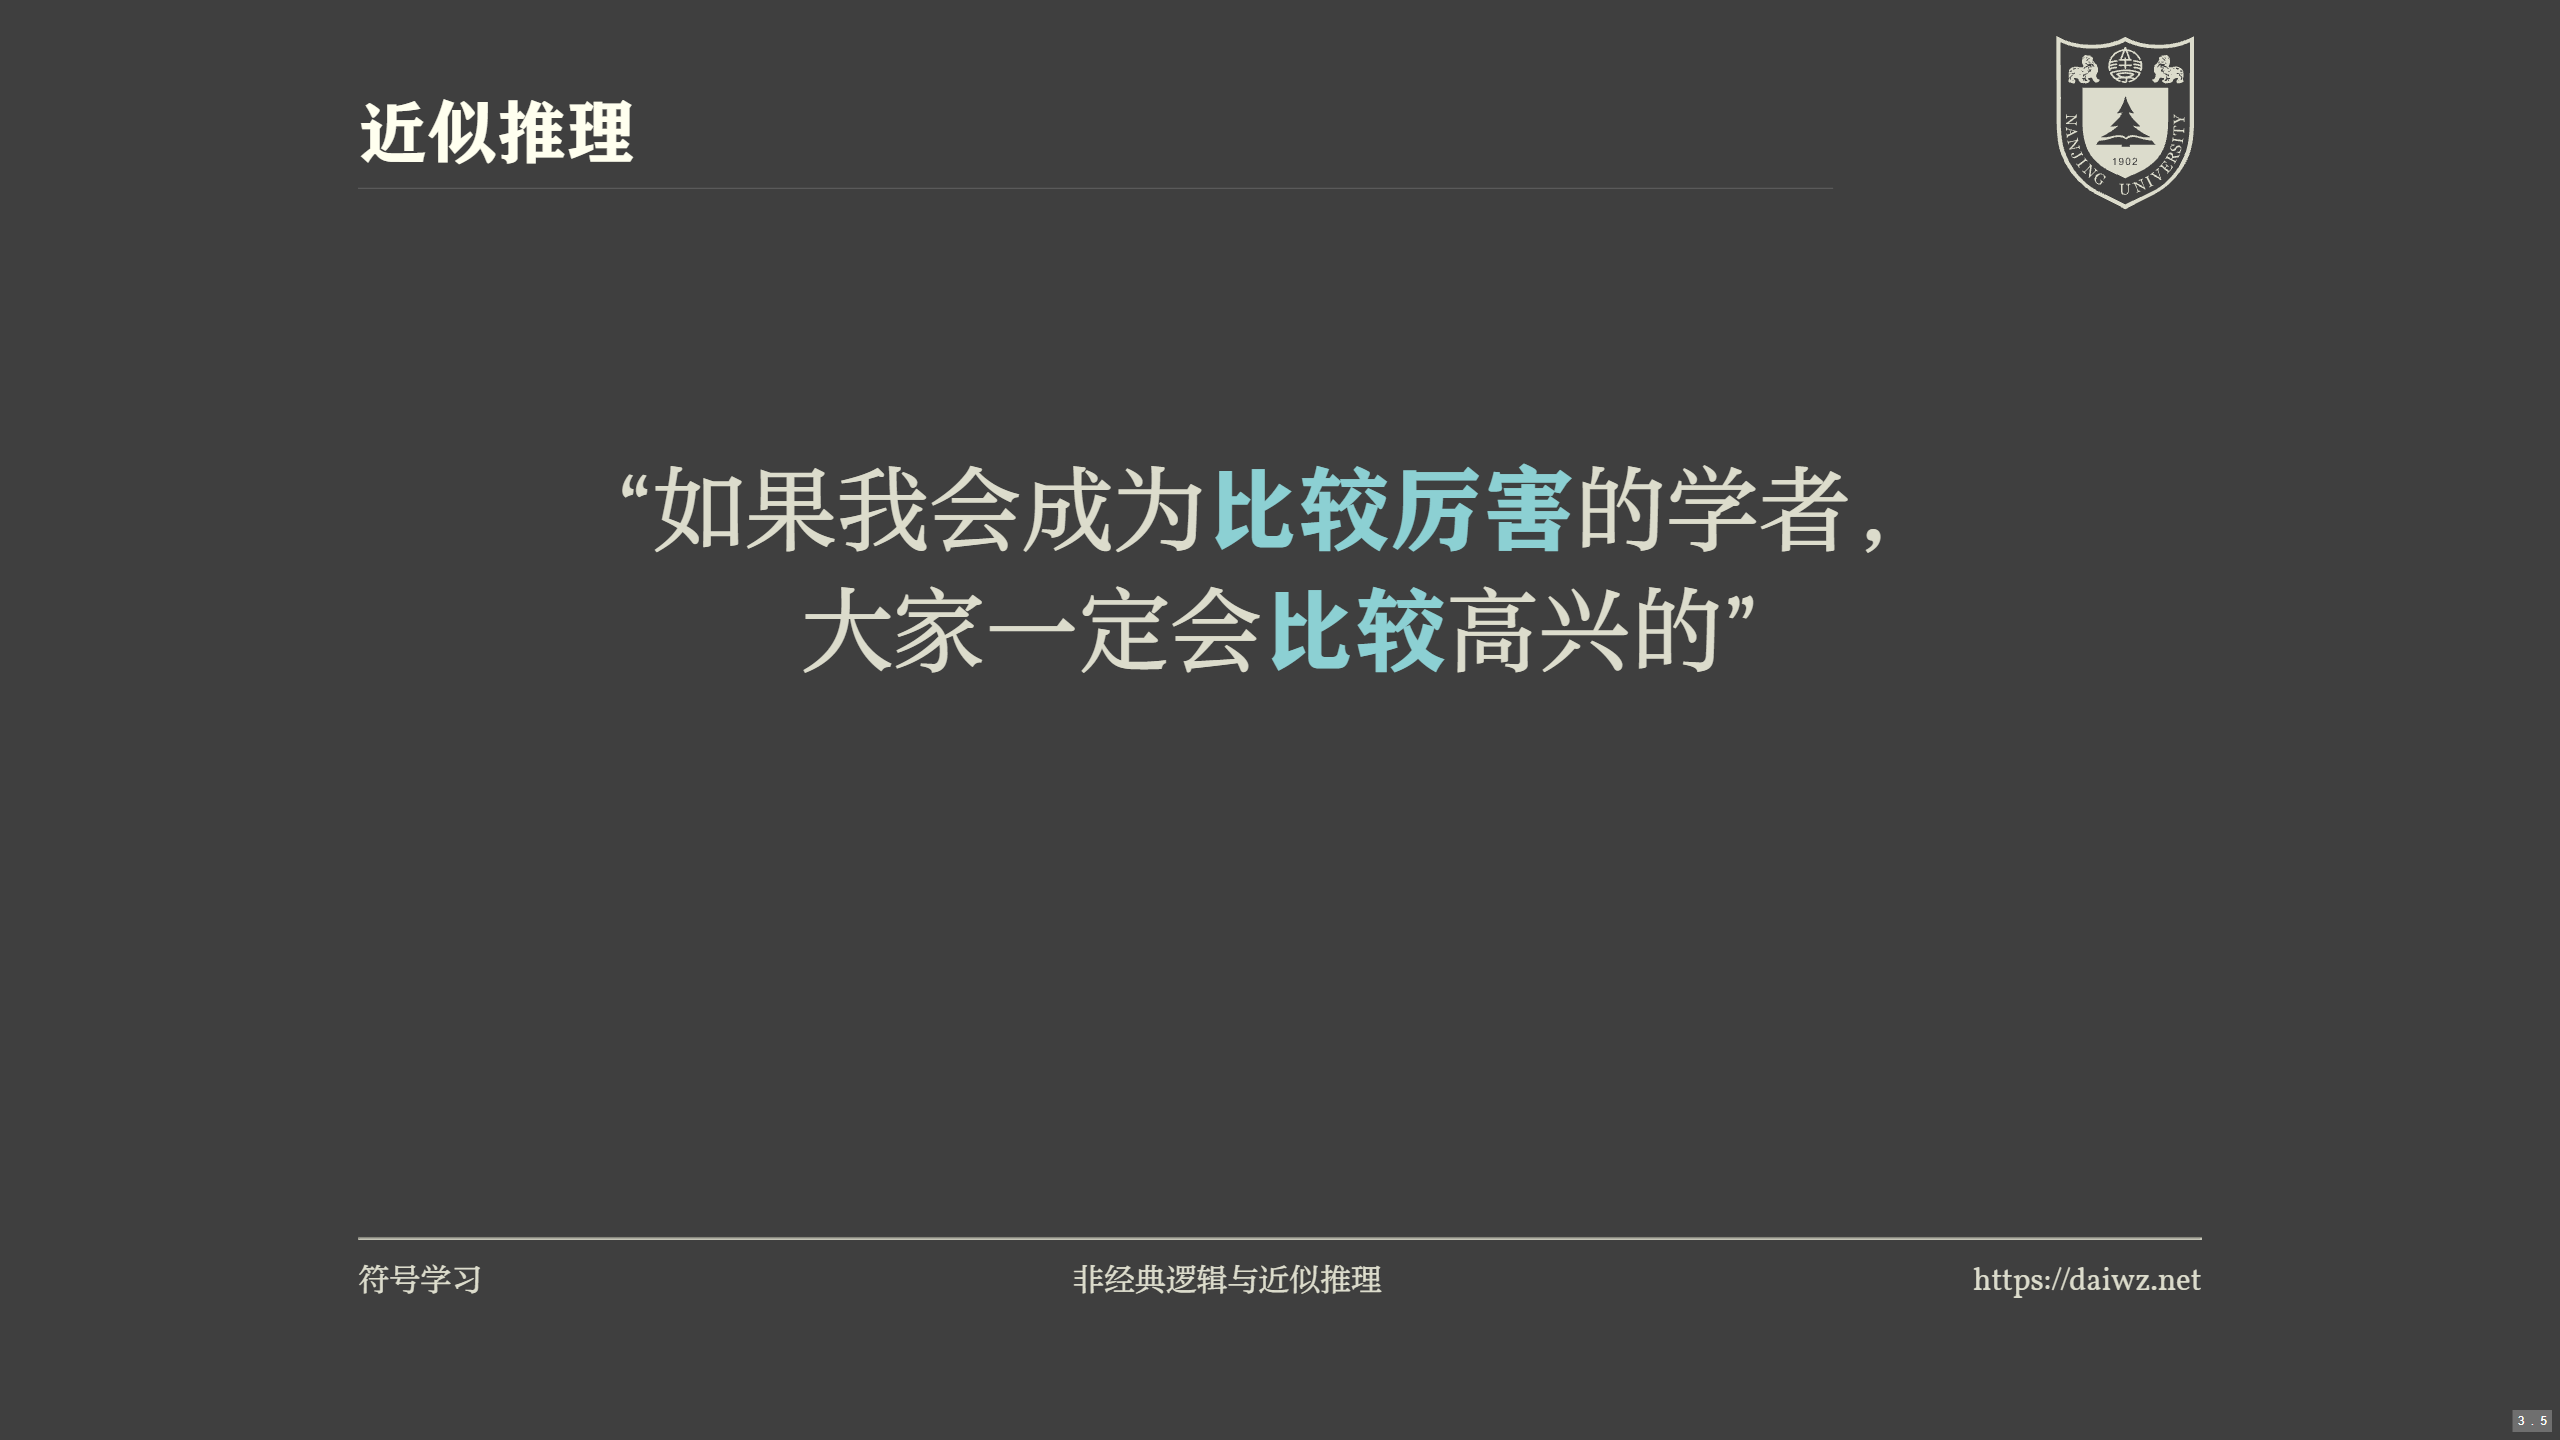 近似推理
NANJING UNIVERSITY
1902
“如果我会成为比较厉害的学者，
大家一定会比较高兴的”
符号学习
非经典逻辑与近似推理
https://daiwz.net
3.5